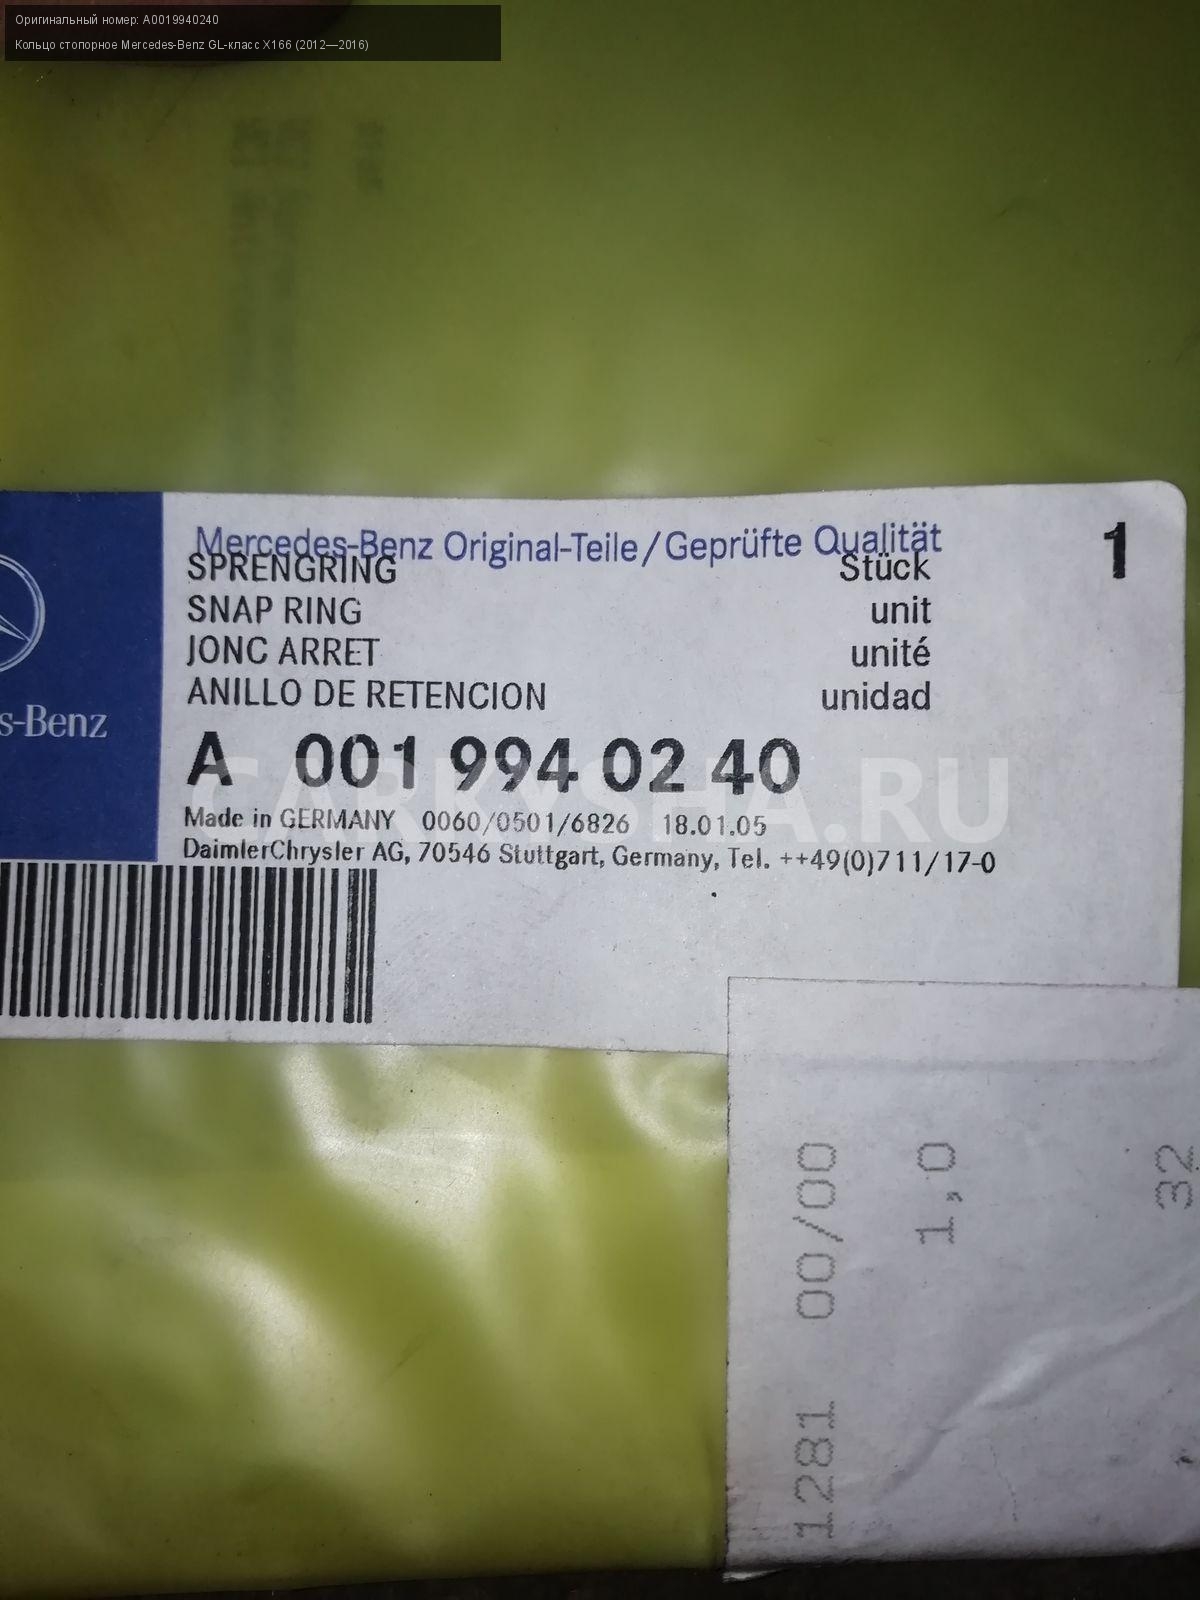 Оригинальный номер: A0019940240
Кольцо стопорное Mercedes-Benz GL-класс X166 (2012—2016)
Mercedes-Benz Original-Teile/Geprüfte Qualität 1
SPRENGRING Stück
SNAP RING unit
JONC ARRET unité
ANILLO DE RETENCION unidad
s-Benz
A 001 994 02 40
CARKYSHA.RU
Made in GERMANY 0060/0501/6826 18.01.05
DaimlerChrysler AG, 70546 Stuttgart, Germany, Tel. ++49(0)711/17-0
1281 00/00
1,0
32